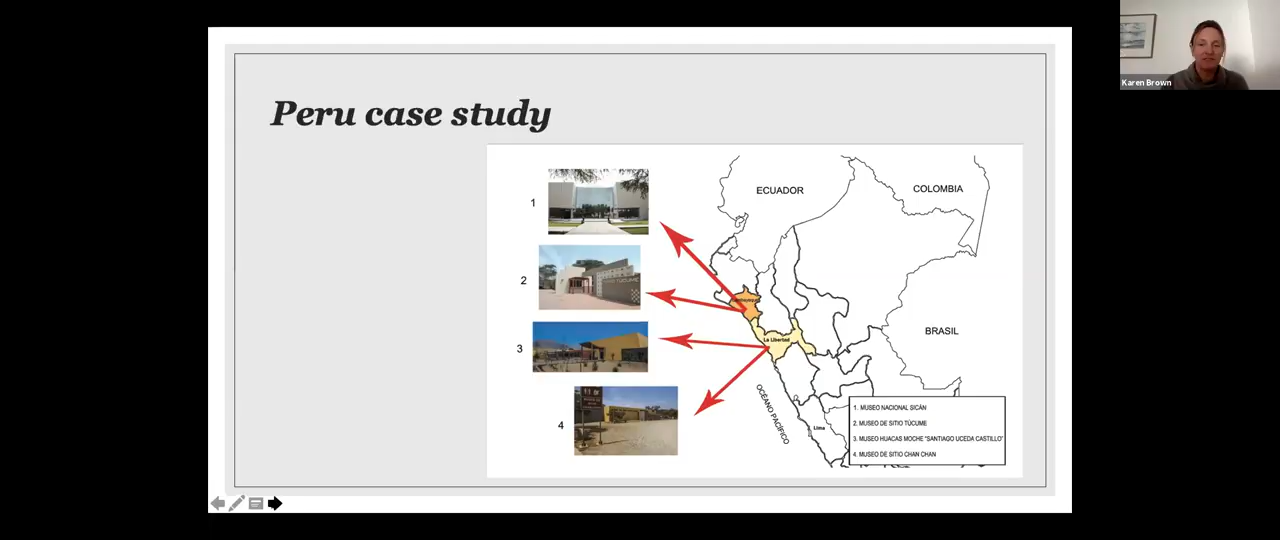 Peru case study
1
2
3
4
TÚCUME
ECUADOR
COLOMBIA
BRASIL
La Libertad
OCÉANO PACÍFICO
Lima
1. MUSEO NACIONAL SICÁN
2. MUSEO DE SITIO TÚCUME
3. MUSEO HUACAS MOCHE "SANTIAGO UCEDA CASTILLO"
4. MUSEO DE SITIO CHAN CHAN
Karen Brown